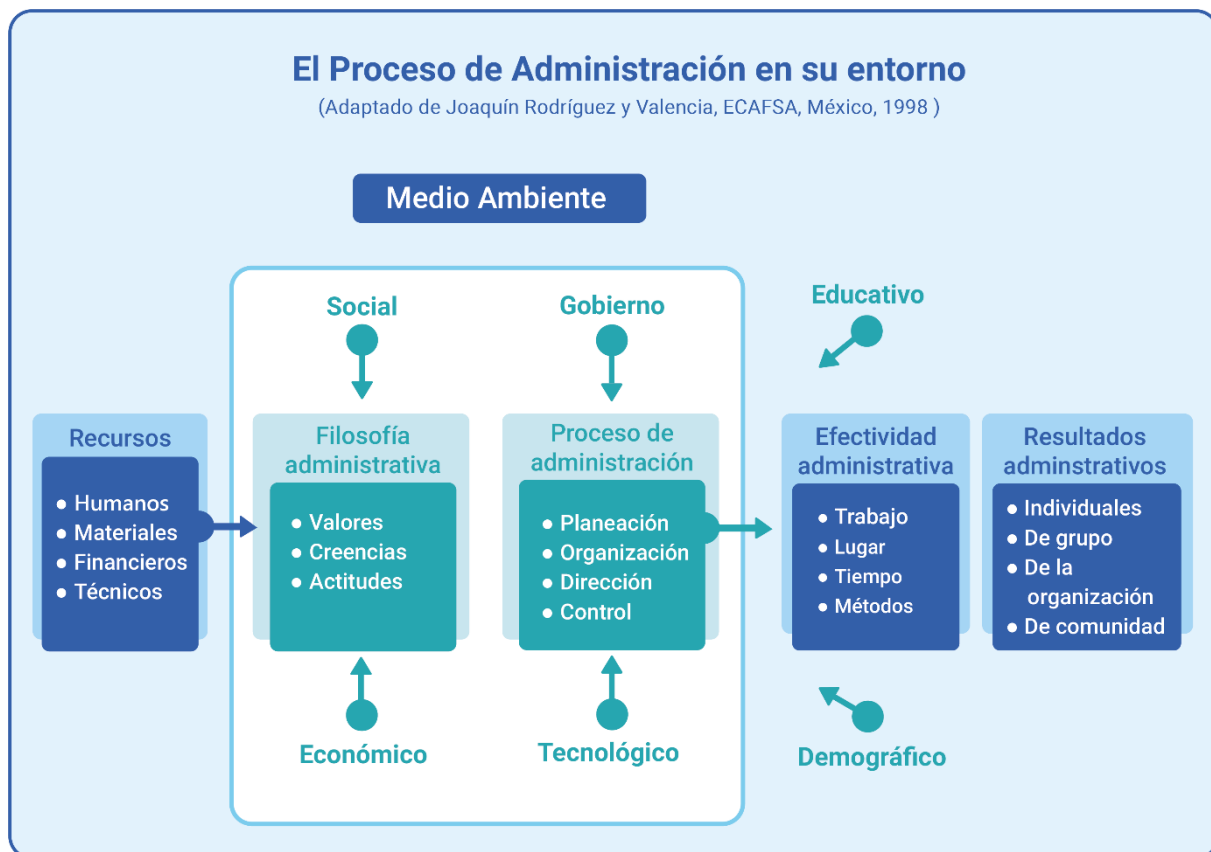 El Proceso de Administración en su entorno
(Adaptado de Joaquín Rodríguez y Valencia, ECAFSA, México, 1998 )
Medio Ambiente
Social
Gobierno
Educativo
Recursos
• Humanos
• Materiales
• Financieros
• Técnicos
Filosofía
administrativa
• Valores
• Creencias
• Actitudes
Proceso de
administración
• Planeación
• Organización
• Dirección
• Control
Efectividad
administrativa
• Trabajo
• Lugar
• Tiempo
• Métodos
Resultados
adminstrativos
• Individuales
• De grupo
• De la
organización
• De comunidad
Económico
Tecnológico
Demográfico